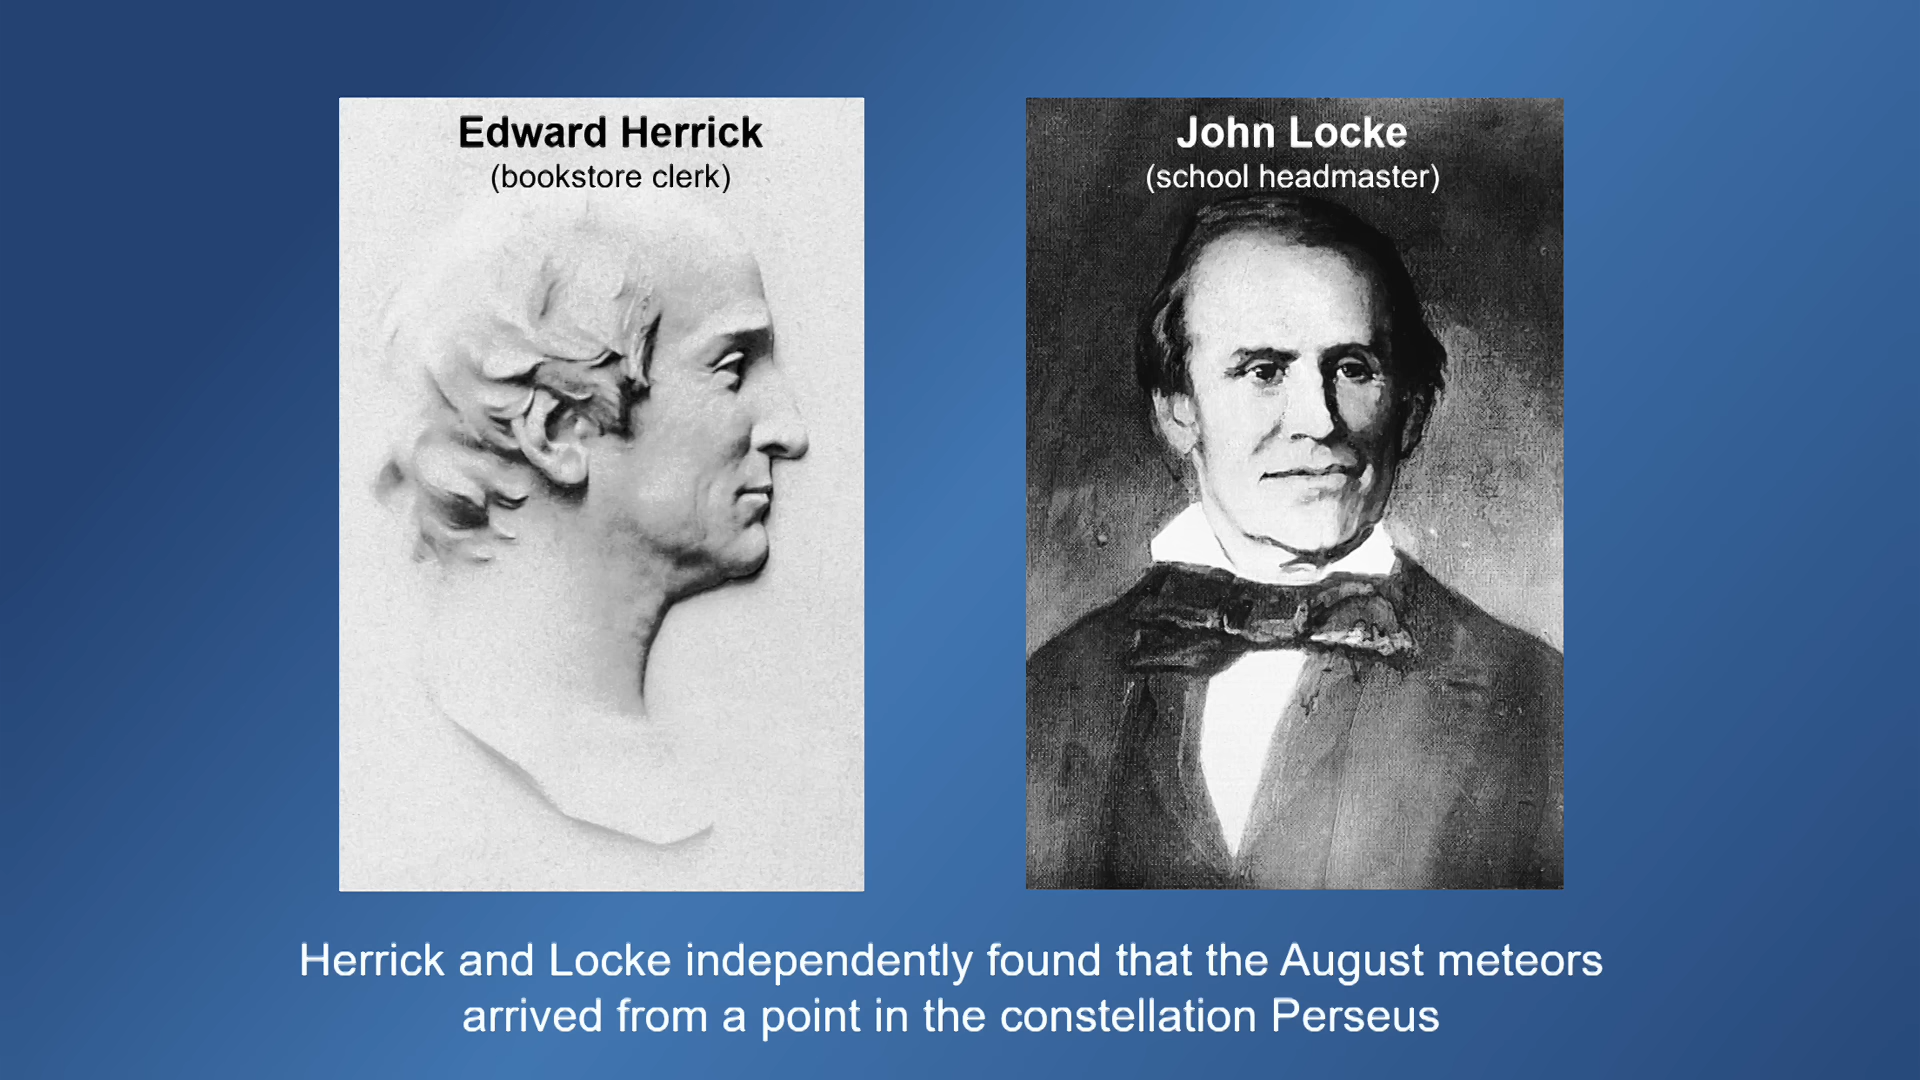 Edward Herrick
(bookstore clerk)
John Locke
(school headmaster)
Herrick and Locke independently found that the August meteors
arrived from a point in the constellation Perseus